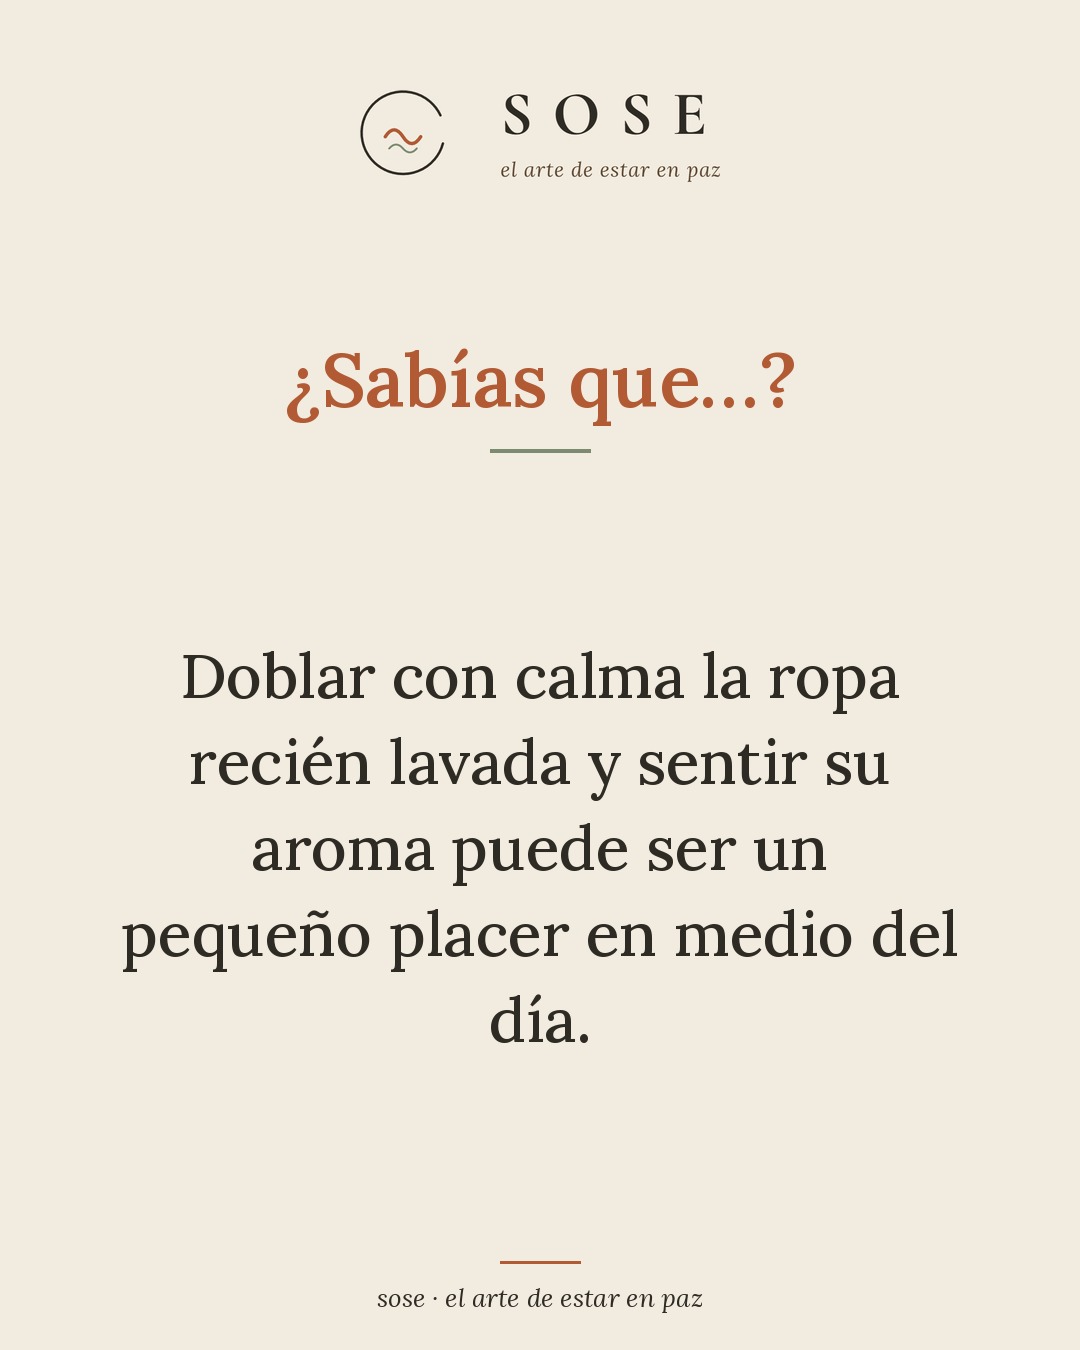 SOSE
el arte de estar en paz
¿Sabías que...?
Doblar con calma la ropa
recién lavada y sentir su
aroma puede ser un
pequeño placer en medio del
día.
sose · el arte de estar en paz